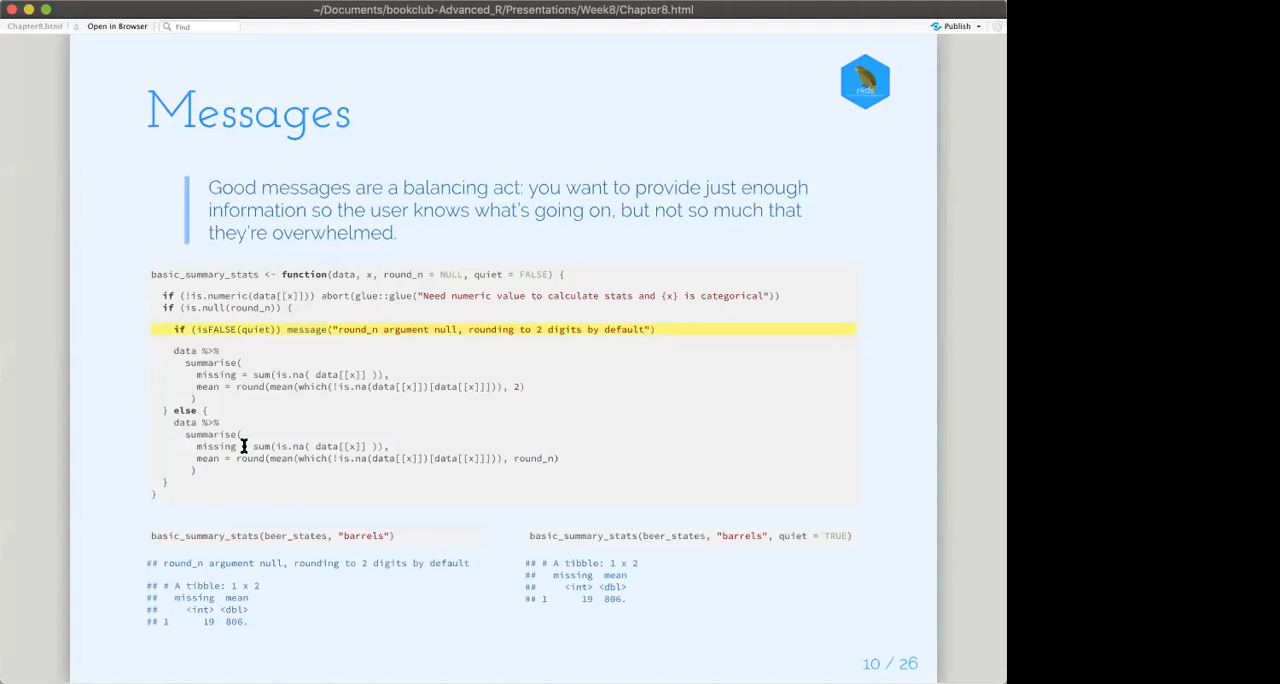 ~/Documents/bookclub-Advanced_R/Presentations/Week8/Chapter8.html
Chapter8.html Open in Browser Find Publish
r4ds
Messages
Good messages are a balancing act: you want to provide just enough
information so the user knows what's going on, but not so much that
they're overwhelmed.
basic_summary_stats <- function(data, x, round_n = NULL, quiet = FALSE) {
if (!is.numeric(data[[x]])) abort(glue::glue("Need numeric value to calculate stats and {x} is categorical"))
if (is.null(round_n)) {
if (isFALSE(quiet)) message("round_n argument null, rounding to 2 digits by default")
data %>%
summarise(
missing = sum(is.na( data[[x]] )),
mean = round(mean(which(!is.na(data[[x]])[data[[x]]])), 2)
)
} else {
data %>%
summarise(
missing sum(is.na( data[[x]] )),
mean = round(mean(which(!is.na(data[[x]])[data[[x]]])), round_n)
)
}
}
basic_summary_stats(beer_states, "barrels")
## round_n argument null, rounding to 2 digits by default
## # A tibble: 1 x 2
## missing mean
## <int> <dbl>
## 1 19 806.
basic_summary_stats(beer_states, "barrels", quiet = TRUE)
## # A tibble: 1 x 2
## missing mean
## <int> <dbl>
## 1 19 806.
10 / 26